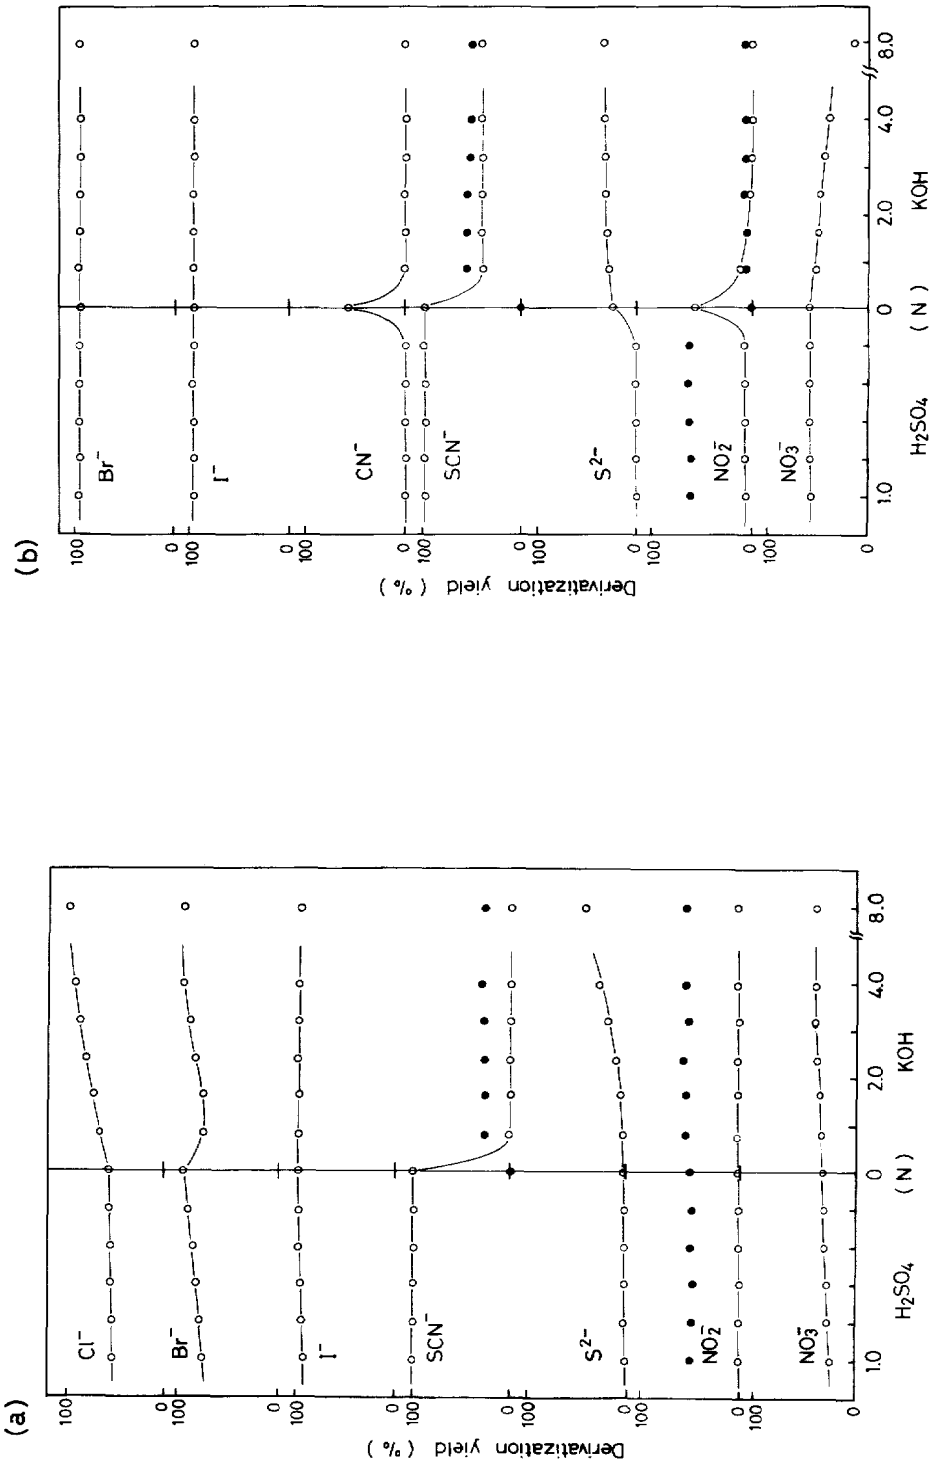 (a)
100
0
100
0
100
0
100
0
100
0
100
0
100
0
Derivatization yield (%)
Cl⁻
Br⁻
I⁻
SCN⁻
S²⁻
NO₂⁻
NO₃⁻
1.0
0
2.0
4.0
8.0
H₂SO₄ (N) KOH
(b)
100
0
100
0
100
0
100
0
100
0
100
0
100
0
Derivatization yield (%)
Br⁻
I⁻
CN⁻
SCN⁻
S²⁻
NO₂⁻
NO₃⁻
1.0
0
2.0
4.0
8.0
H₂SO₄ (N) KOH